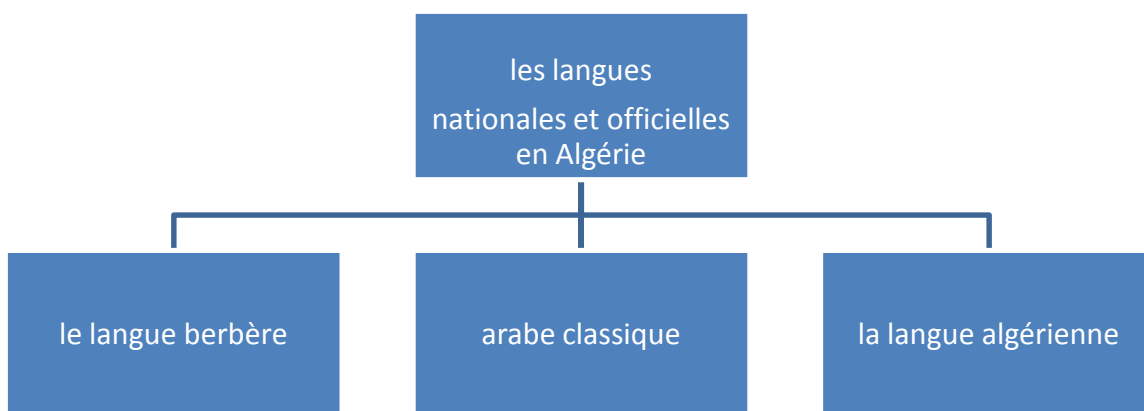 les langues
nationales et officielles
en Algérie
le langue berbère
arabe classique
la langue algérienne